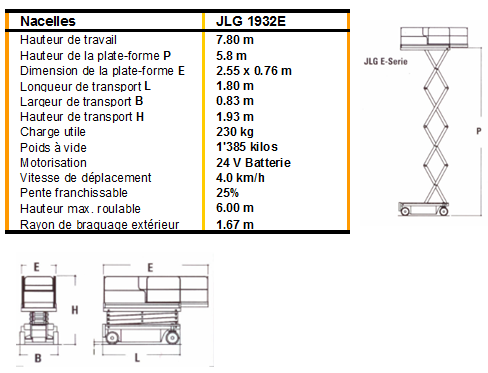 Nacelles JLG 1932E
Hauteur de travail 7.80 m
Hauteur de la plate-forme P 5.8 m
Dimension de la plate-forme E 2.55 x 0.76 m
Longueur de transport L 1.80 m
Largeur de transport B 0.83 m
Hauteur de transport H 1.93 m
Charge utile 230 kg
Poids à vide 1'385 kilos
Motorisation 24 V Batterie
Vitesse de déplacement 4.0 km/h
Pente franchissable 25%
Hauteur max. roulable 6.00 m
Rayon de braquage extérieur 1.67 m
JLG E-Serie
P
E
E
H
B
L